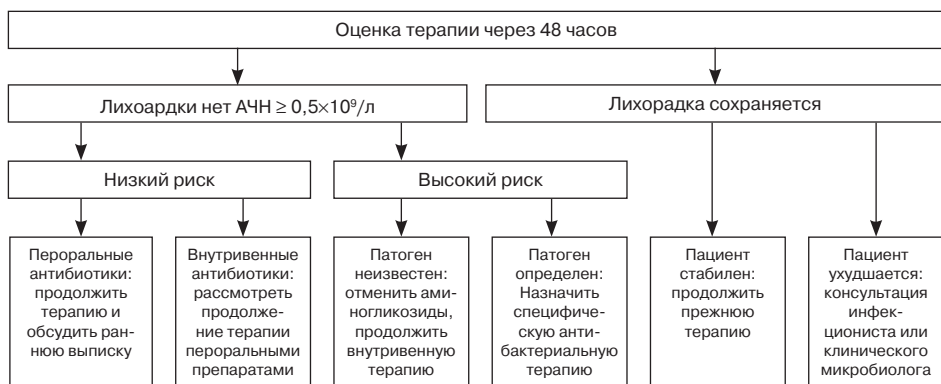 Оценка терапии через 48 часов
Лихоардки нет АЧН ≥ 0,5×10⁹/л
Лихорадка сохраняется
Низкий риск
Высокий риск
Пероральные
антибиотики:
продолжить
терапию и
обсудить ран-
нюю выписку
Внутривенные
антибиотики:
рассмотреть
продолже-
ние терапии
пероральными
препаратами
Патоген
неизвестен:
отменить ами-
ногликозиды,
продолжить
внутривенную
терапию
Патоген
определен:
Назначить
специфиче-
скую анти-
бактериальную
терапию
Пациент
стабилен:
продолжить
прежнюю
терапию
Пациент
ухудшается:
консультация
инфек-
циониста или
клинического
микробиолога